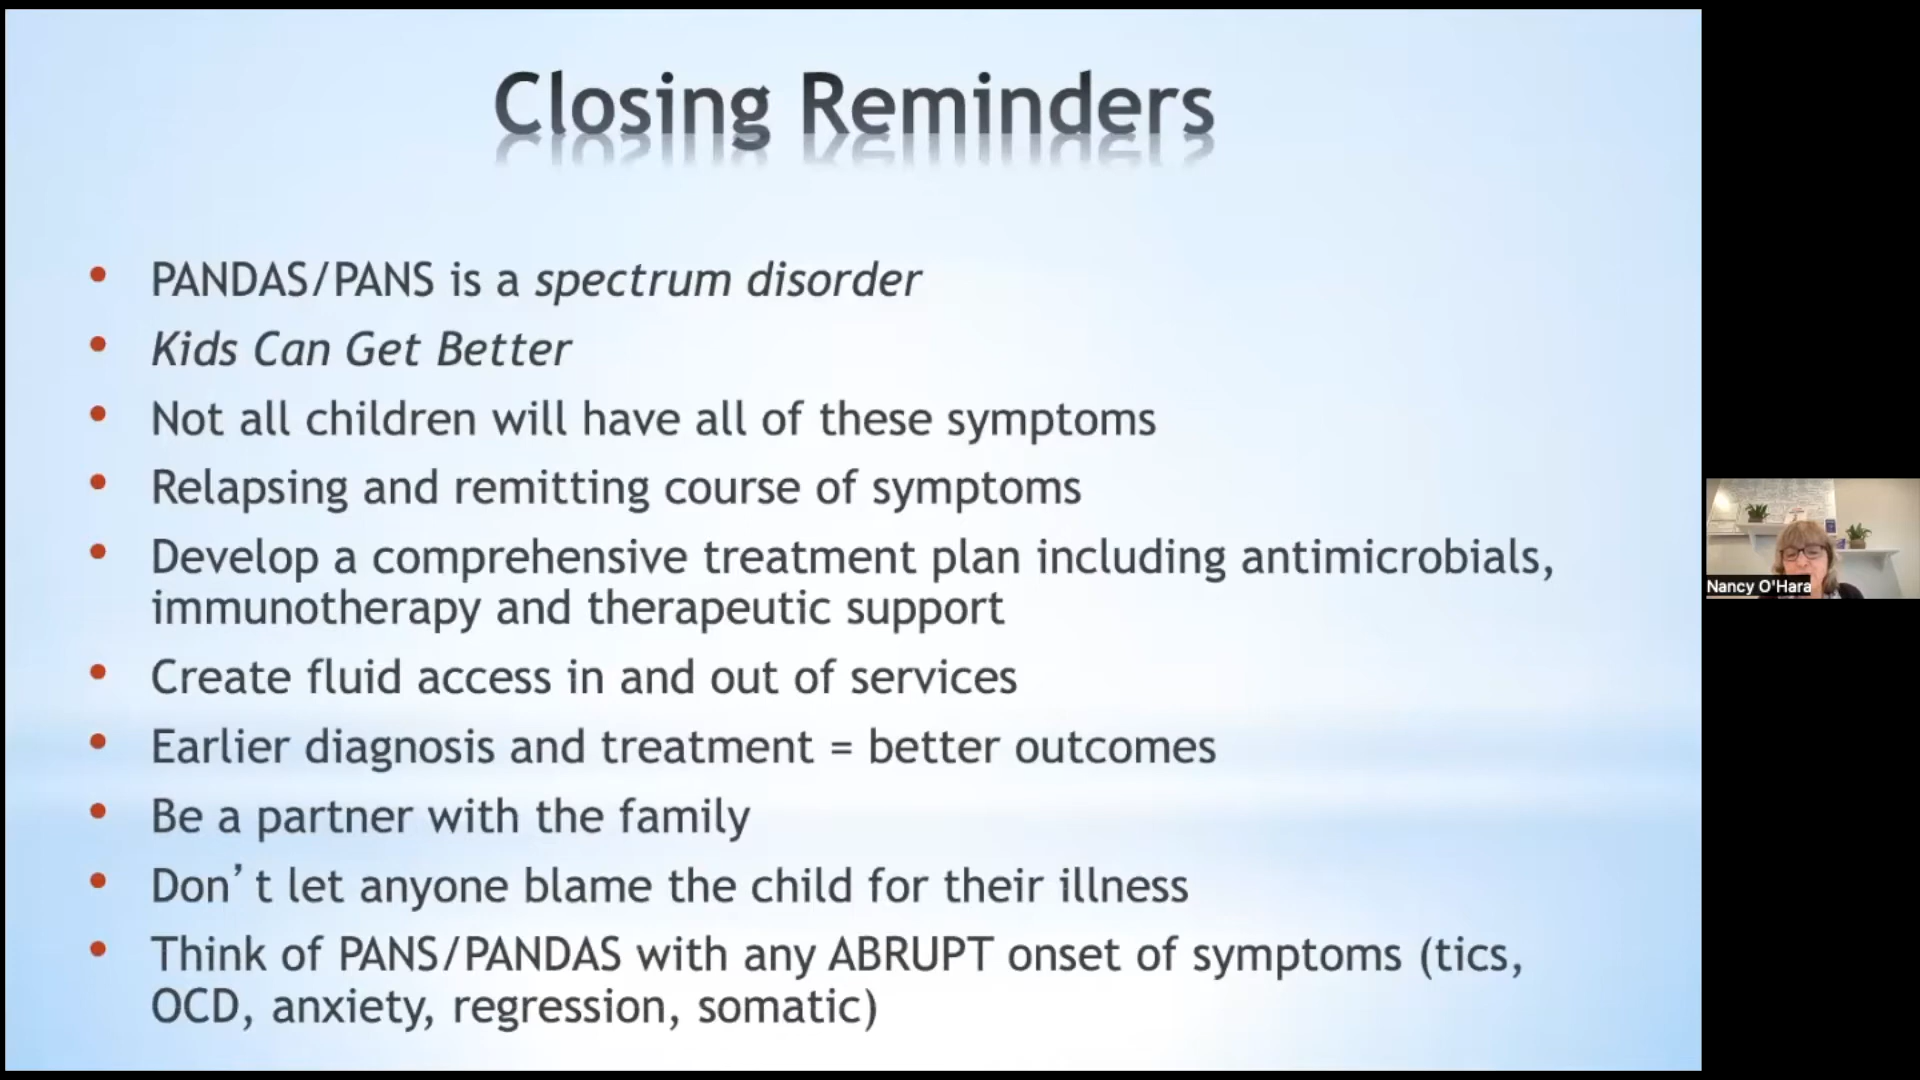 Closing Reminders
• PANDAS/PANS is a spectrum disorder
• Kids Can Get Better
• Not all children will have all of these symptoms
• Relapsing and remitting course of symptoms
• Develop a comprehensive treatment plan including antimicrobials,
immunotherapy and therapeutic support
• Create fluid access in and out of services
• Earlier diagnosis and treatment = better outcomes
• Be a partner with the family
• Don’t let anyone blame the child for their illness
• Think of PANS/PANDAS with any ABRUPT onset of symptoms (tics,
OCD, anxiety, regression, somatic)
Nancy O'Hara